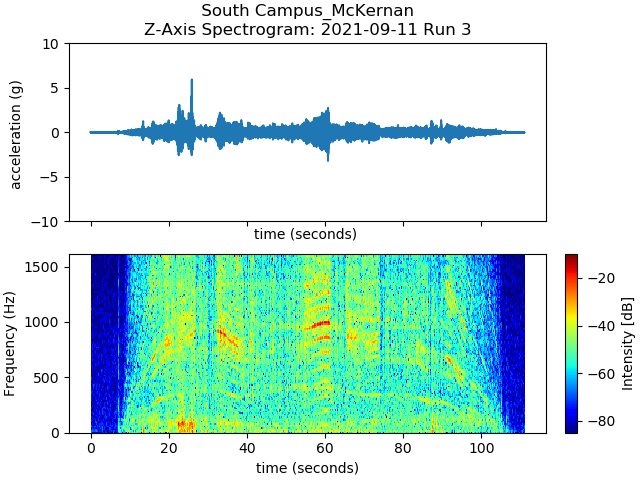 South Campus_McKernan
Z-Axis Spectrogram: 2021-09-11 Run 3
10
5
0
−5
−10
acceleration (g)
time (seconds)
1500
1000
500
0
Frequency (Hz)
0 20 40 60 80 100
time (seconds)
−20
−40
−60
−80
Intensity [dB]